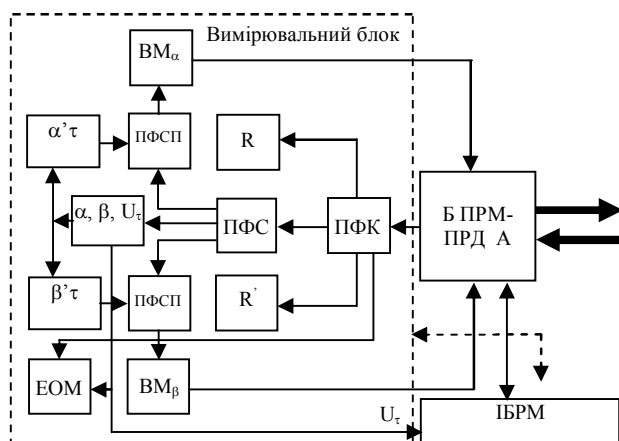 Вимірювальний блок
ВМα
α’τ
ПФСП
R
α, β, Uτ
ПФС
ПФК
Б ПРМ-
ПРД А
β’τ
ПФСП
R’
ЕОМ
ВМβ
Uτ
ІБРМ